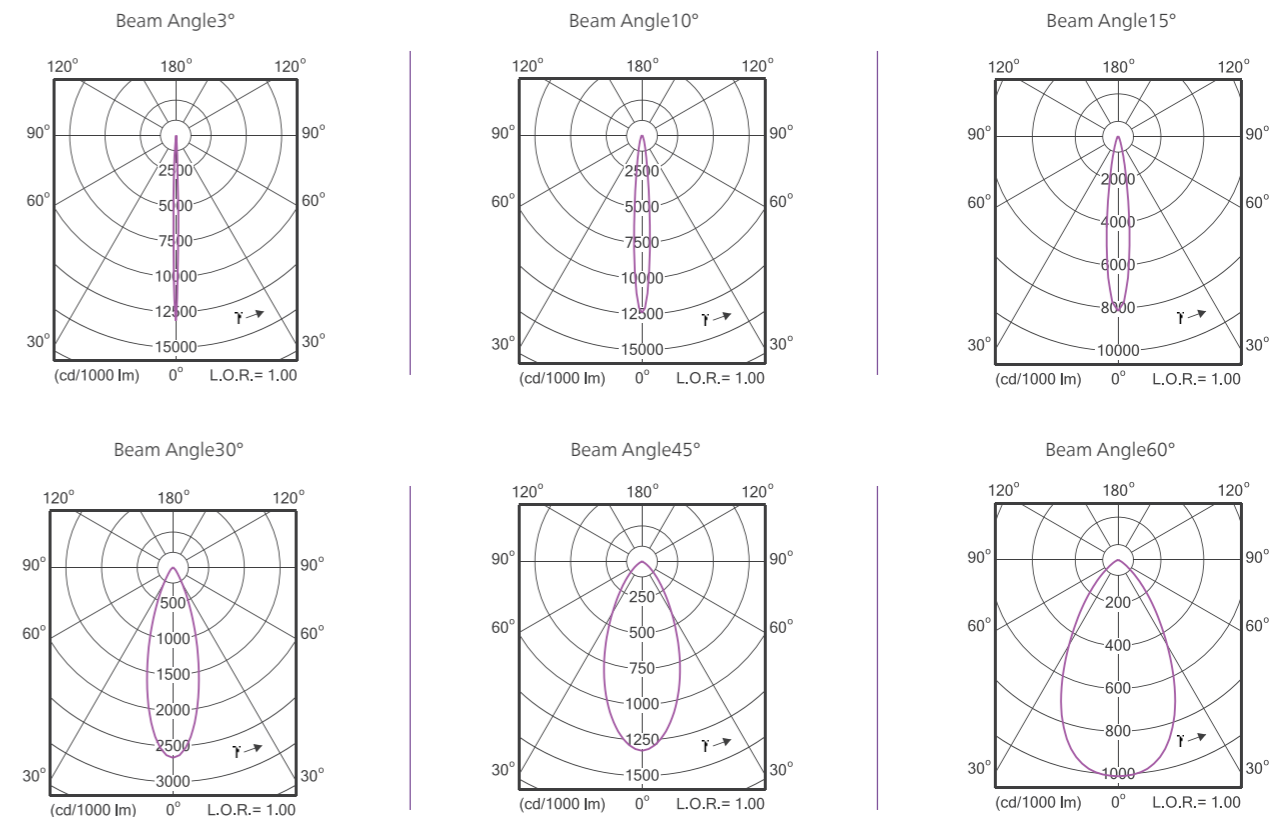 Beam Angle3°
120° 180° 120°
90° 90°
2500
60° 5000 60°
7500
10000
12500
γ
30° 15000 30°
(cd/1000 lm) 0° L.O.R.= 1.00
Beam Angle10°
120° 180° 120°
90° 90°
2500
60° 5000 60°
7500
10000
12500
γ
30° 15000 30°
(cd/1000 lm) 0° L.O.R.= 1.00
Beam Angle15°
120° 180° 120°
90° 90°
2000
60° 4000 60°
6000
8000
γ
30° 10000 30°
(cd/1000 lm) 0° L.O.R.= 1.00
Beam Angle30°
120° 180° 120°
90° 90°
500
60° 1000 60°
1500
2000
2500
γ
30° 3000 30°
(cd/1000 lm) 0° L.O.R.= 1.00
Beam Angle45°
120° 180° 120°
90° 90°
250
60° 500 60°
750
1000
1250
γ
30° 1500 30°
(cd/1000 lm) 0° L.O.R.= 1.00
Beam Angle60°
120° 180° 120°
90° 90°
200
60° 400 60°
600
800
γ
30° 1000 30°
(cd/1000 lm) 0° L.O.R.= 1.00